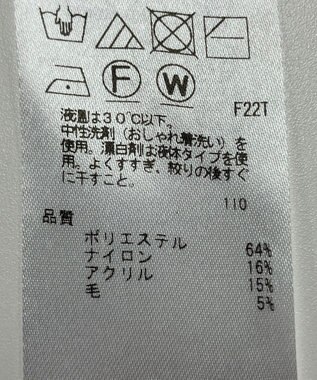 F W
F22T
液温は30℃以下。
中性洗剤(おしゃれ着洗い)を
使用。漂白剤は液体タイプを使
用。よくすすぎ、絞りの後すぐ
に干すこと。
110
品質
ポリエステル 64%
ナイロン 16%
アクリル 15%
毛 5%